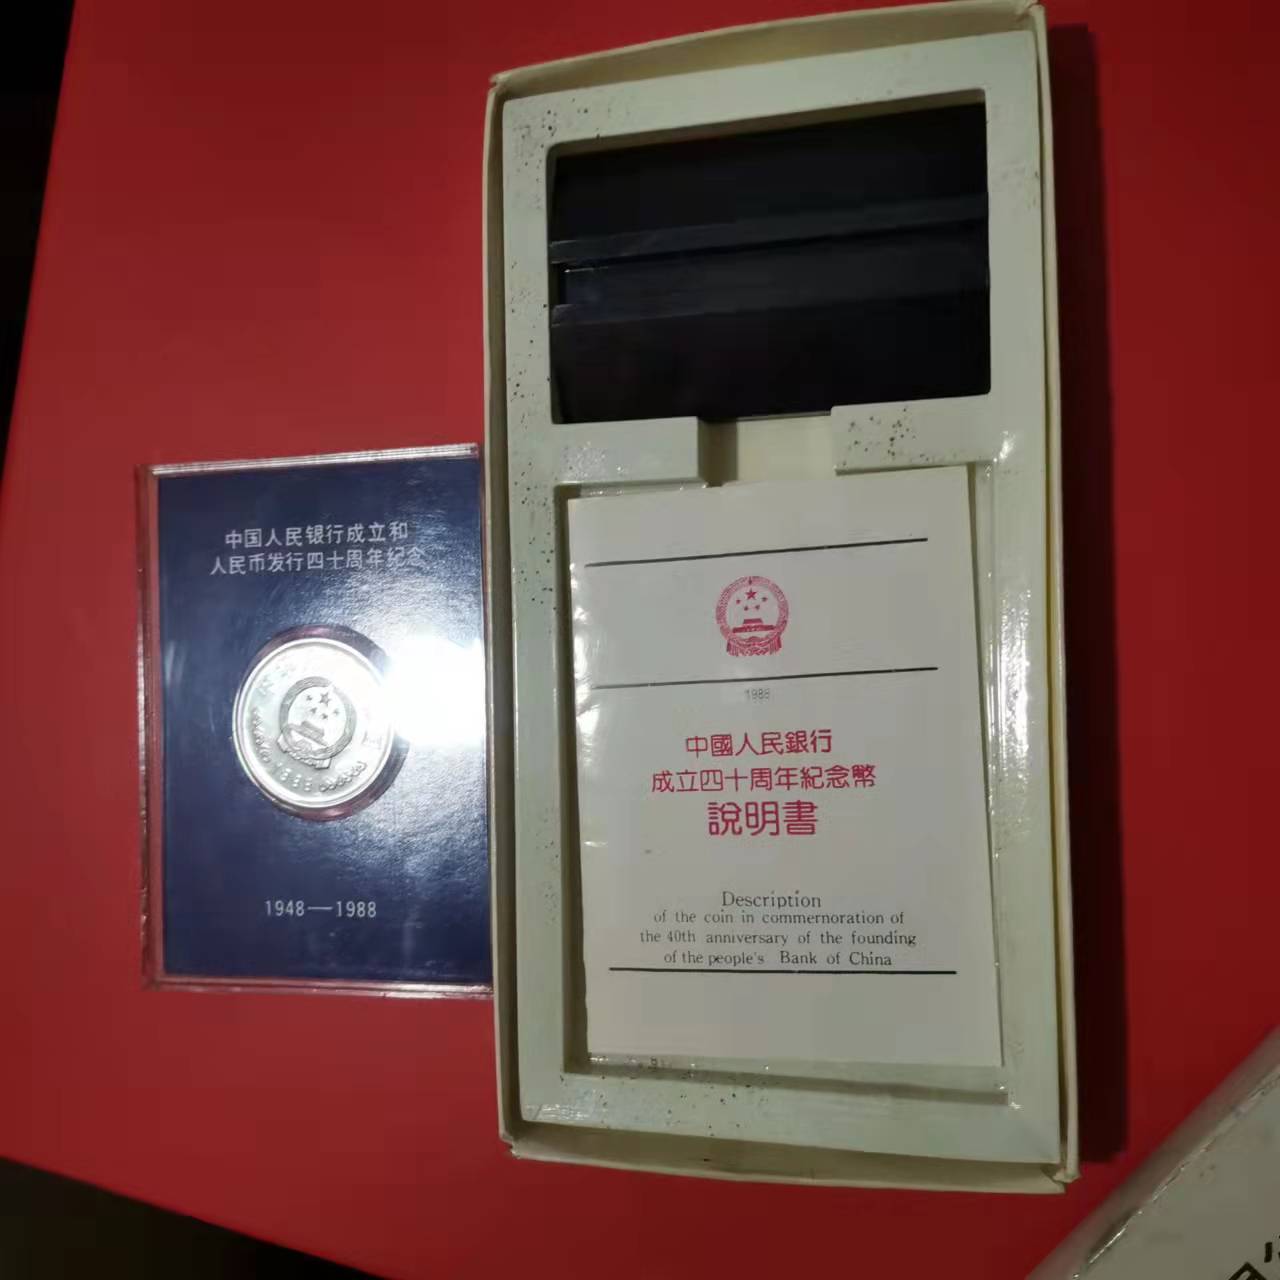 中国人民银行成立和
人民币发行四十周年纪念
1948—1988
1988
中國人民銀行
成立四十周年紀念幣
說明書
Description
of the coin in commernoration of
the 40th anniversary of the founding
of the people's Bank of China